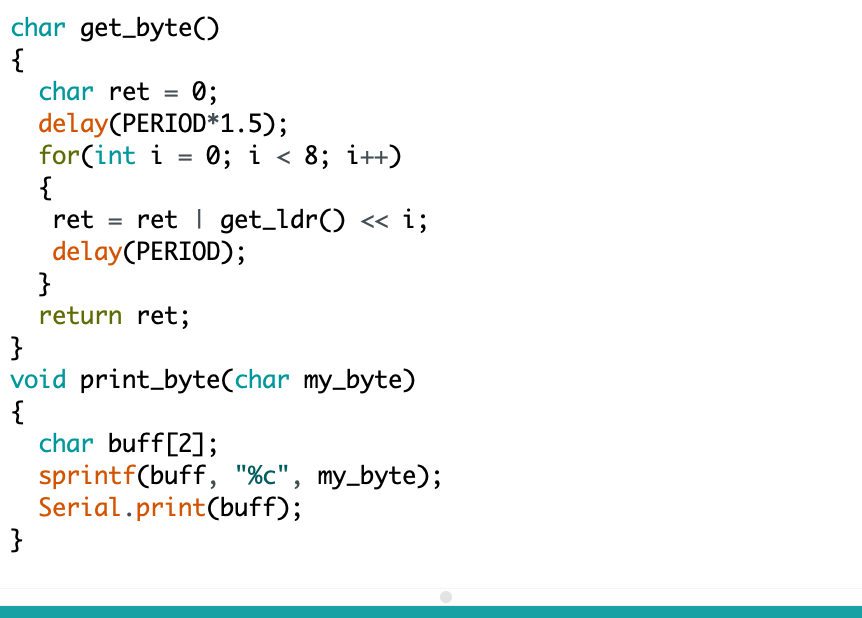 char get_byte()
{
  char ret = 0;
  delay(PERIOD*1.5);
  for(int i = 0; i < 8; i++)
  {
   ret = ret | get_ldr() << i;
   delay(PERIOD);
  }
  return ret;
}
void print_byte(char my_byte)
{
  char buff[2];
  sprintf(buff, "%c", my_byte);
  Serial.print(buff);
}